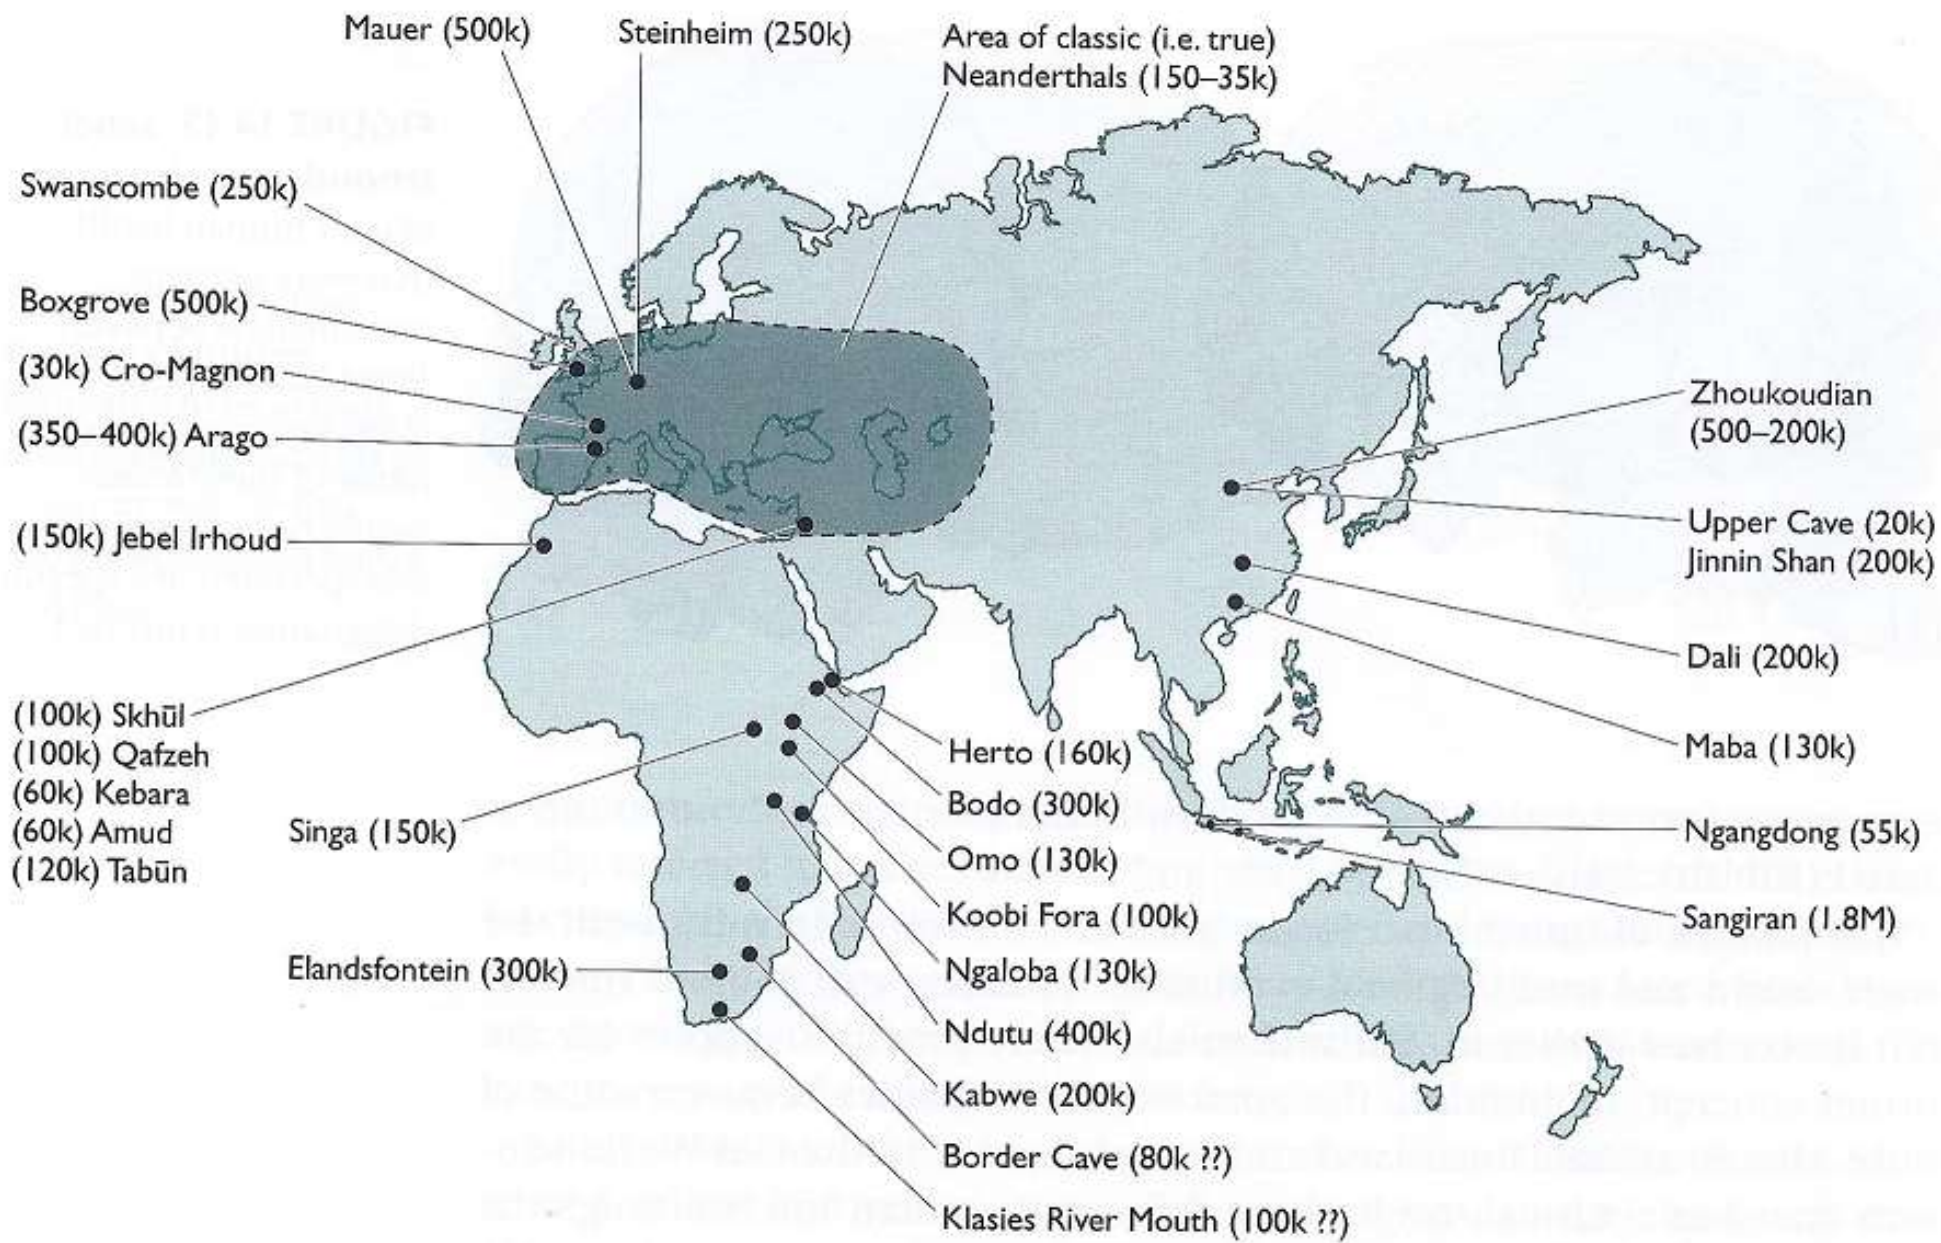 Mauer (500k)
Steinheim (250k)
Area of classic (i.e. true)
Neanderthals (150–35k)
Swanscombe (250k)
Boxgrove (500k)
(30k) Cro-Magnon
(350–400k) Arago
(150k) Jebel Irhoud
(100k) Skhūl
(100k) Qafzeh
(60k) Kebara
(60k) Amud
(120k) Tabūn
Singa (150k)
Elandsfontein (300k)
Herto (160k)
Bodo (300k)
Omo (130k)
Koobi Fora (100k)
Ngaloba (130k)
Ndutu (400k)
Kabwe (200k)
Border Cave (80k ??)
Klasies River Mouth (100k ??)
Zhoukoudian
(500–200k)
Upper Cave (20k)
Jinnin Shan (200k)
Dali (200k)
Maba (130k)
Ngangdong (55k)
Sangiran (1.8M)